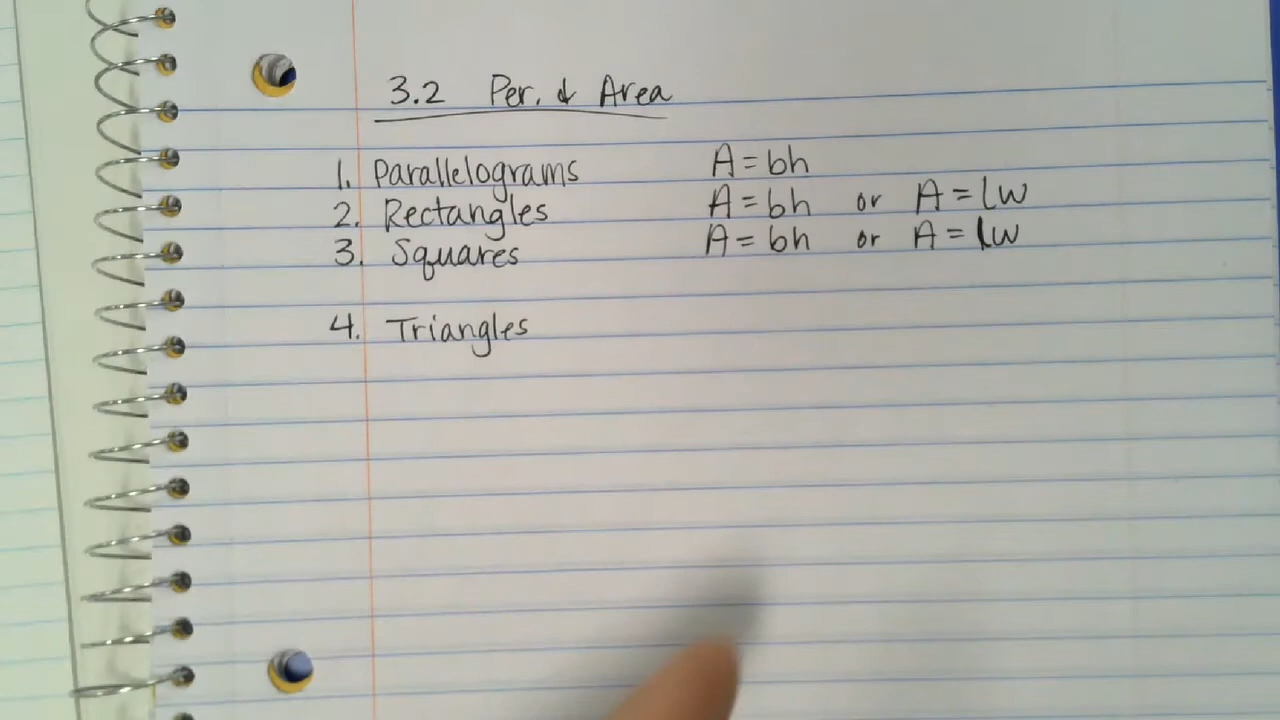 3.2 Per. & Area
1. Parallelograms A = bh
2. Rectangles A = bh or A = lw
3. Squares A = bh or A = lw
4. Triangles